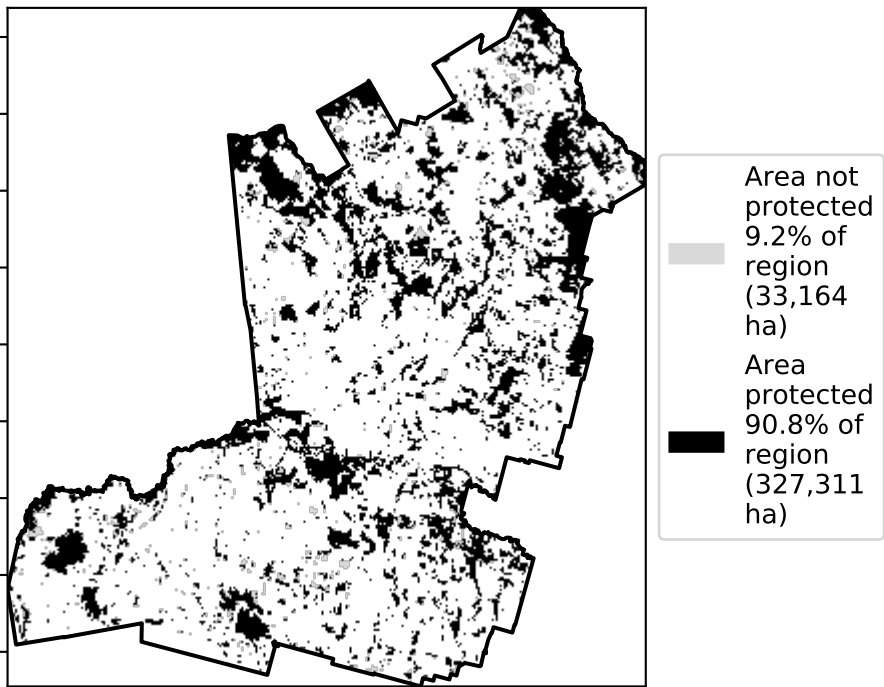 Area not
protected
9.2% of
region
(33,164
ha)
Area
protected
90.8% of
region
(327,311
ha)